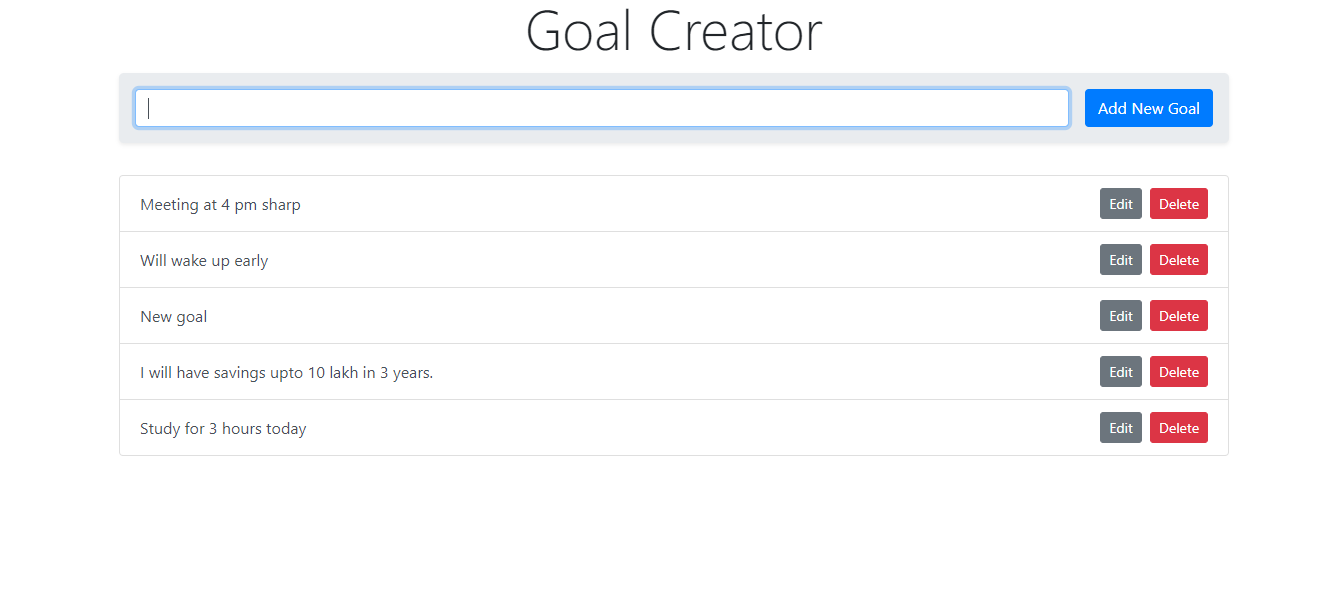 Goal Creator
Add New Goal
Meeting at 4 pm sharp Edit Delete
Will wake up early Edit Delete
New goal Edit Delete
I will have savings upto 10 lakh in 3 years. Edit Delete
Study for 3 hours today Edit Delete